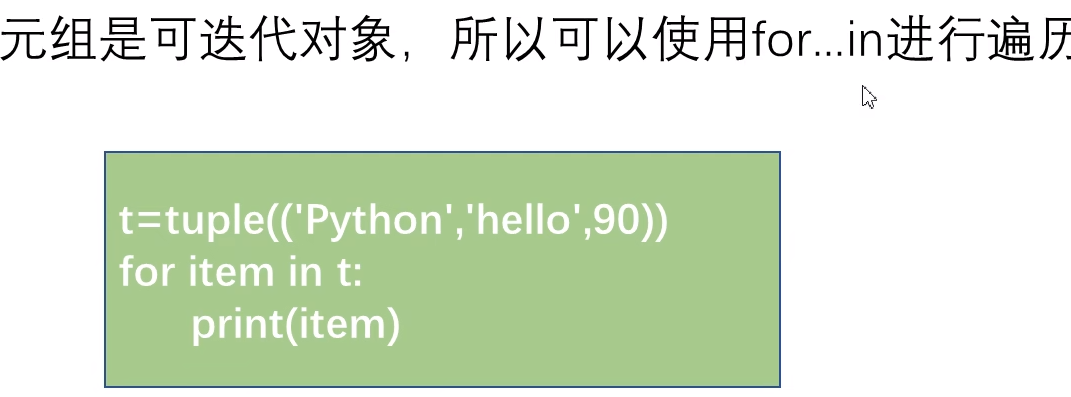 元组是可迭代对象，所以可以使用for...in进行遍历
t=tuple(('Python','hello',90))
for item in t:
print(item)